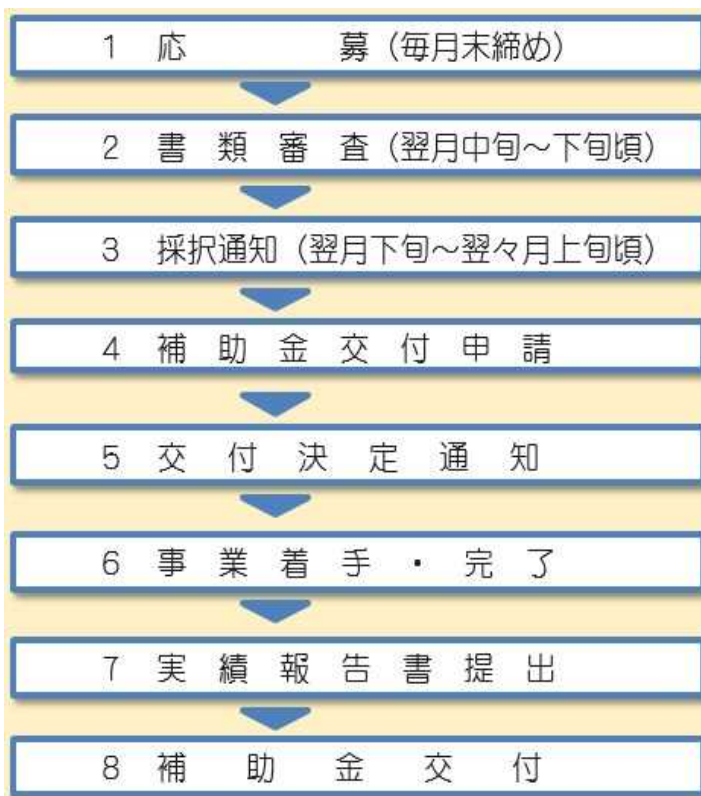 1 応募（毎月末締め）
2 書類審査（翌月中旬～下旬頃）
3 採択通知（翌月下旬～翌々月上旬頃）
4 補助金交付申請
5 交付決定通知
6 事業着手・完了
7 実績報告書提出
8 補助金交付